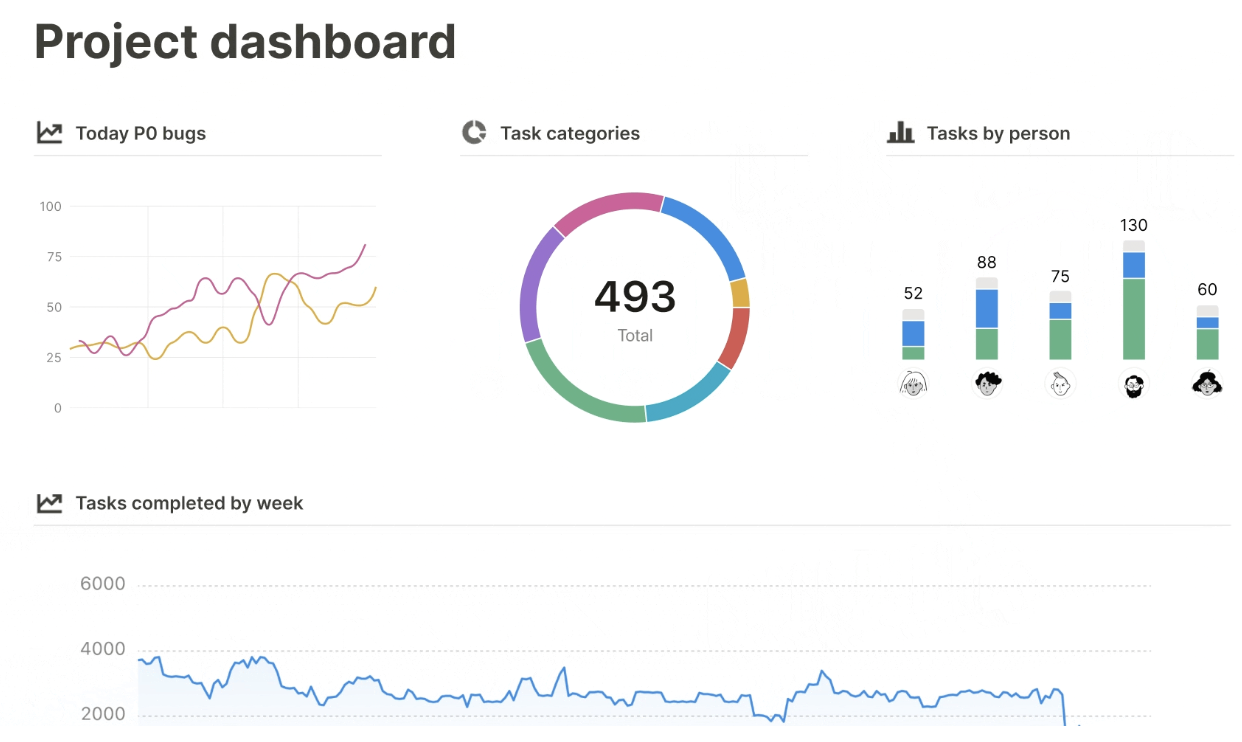 Project dashboard
Today P0 bugs
100
75
50
25
0
Task categories
493
Total
Tasks by person
52
88
75
130
60
Tasks completed by week
6000
4000
2000